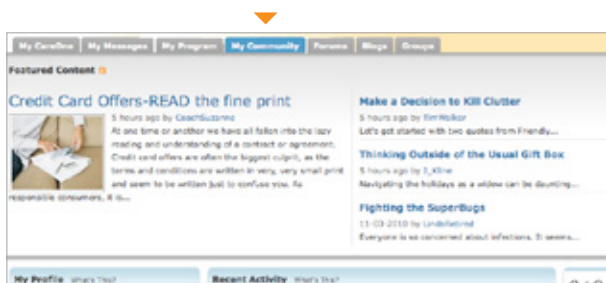 My CareOne My Messages My Program My Community Forums Blogs Groups
Featured Content
Credit Card Offers-READ the fine print
5 hours ago by CoachSuzanne
At one time or another we have all fallen into the lazy
reading and understanding of a contract or agreement.
Credit card offers are often the biggest culprit, as the
terms and conditions are written in very, very small print
and seem to be written just to confuse you. As
responsible consumers, it is...
Make a Decision to Kill Clutter
5 hours ago by TimWalker
Let's get started with two quotes from Friendly...
Thinking Outside of the Usual Gift Box
5 hours ago by J_Kline
Navigating the holidays as a widow can be daunting...
Fighting the SuperBugs
11-03-2010 by
Everyone is so concerned about infections. It seems...
My Profile What's This?
Recent Activity What's This?